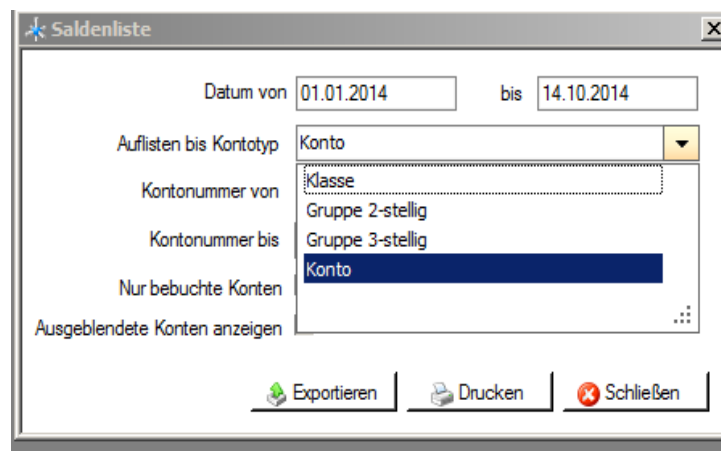 Saldenliste
Datum von 01.01.2014 bis 14.10.2014
Auflisten bis Kontotyp Konto
Kontonummer von Klasse
Gruppe 2-stellig
Kontonummer bis Gruppe 3-stellig
Konto
Nur bebuchte Konten
Ausgeblendete Konten anzeigen
Exportieren Drucken Schließen